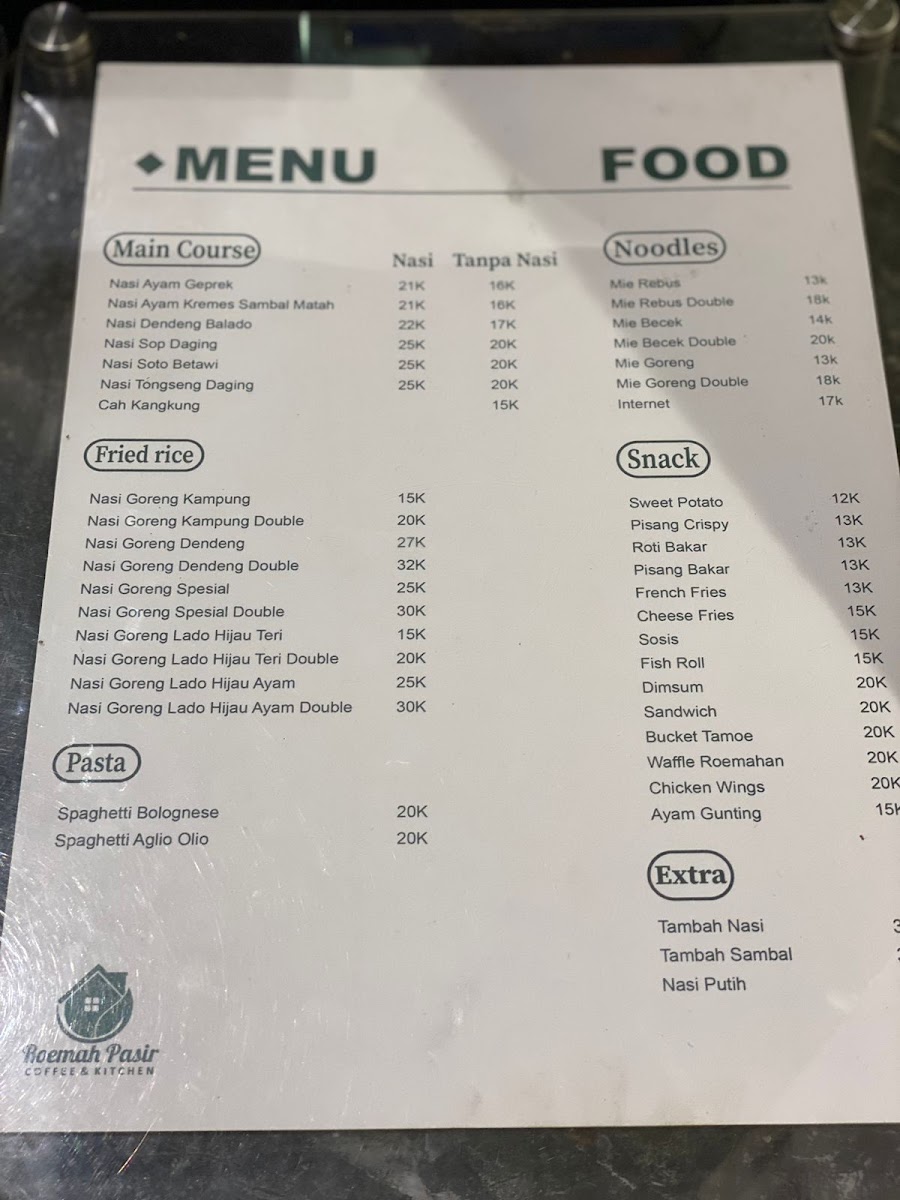 MENU FOOD
Main Course Nasi Tanpa Nasi
Nasi Ayam Geprek 21K 16K
Nasi Ayam Kremes Sambal Matah 21K 16K
Nasi Dendeng Balado 22K 17K
Nasi Sop Daging 25K 20K
Nasi Soto Betawi 25K 20K
Nasi Tongseng Daging 25K 20K
Cah Kangkung 15K
Fried rice
Nasi Goreng Kampung 15K
Nasi Goreng Kampung Double 20K
Nasi Goreng Dendeng 27K
Nasi Goreng Dendeng Double 32K
Nasi Goreng Spesial 25K
Nasi Goreng Spesial Double 30K
Nasi Goreng Lado Hijau Teri 15K
Nasi Goreng Lado Hijau Teri Double 20K
Nasi Goreng Lado Hijau Ayam 25K
Nasi Goreng Lado Hijau Ayam Double 30K
Pasta
Spaghetti Bolognese 20K
Spaghetti Aglio Olio 20K
Noodles
Mie Rebus 13k
Mie Rebus Double 18k
Mie Becek 14k
Mie Becek Double 20k
Mie Goreng 13k
Mie Goreng Double 18k
Internet 17k
Snack
Sweet Potato 12K
Pisang Crispy 13K
Roti Bakar 13K
Pisang Bakar 13K
French Fries 13K
Cheese Fries 15K
Sosis 15K
Fish Roll 15K
Dimsum 20K
Sandwich 20K
Bucket Tamoe 20K
Waffle Roemahan 20K
Chicken Wings 20K
Ayam Gunting 15K
Extra
Tambah Nasi
Tambah Sambal
Nasi Putih
Roemah Pasir
COFFEE & KITCHEN